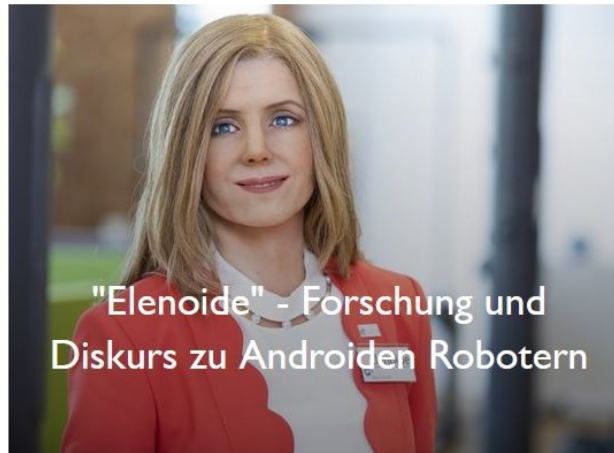 "Elenoide" - Forschung und
Diskurs zu Androiden Robotern